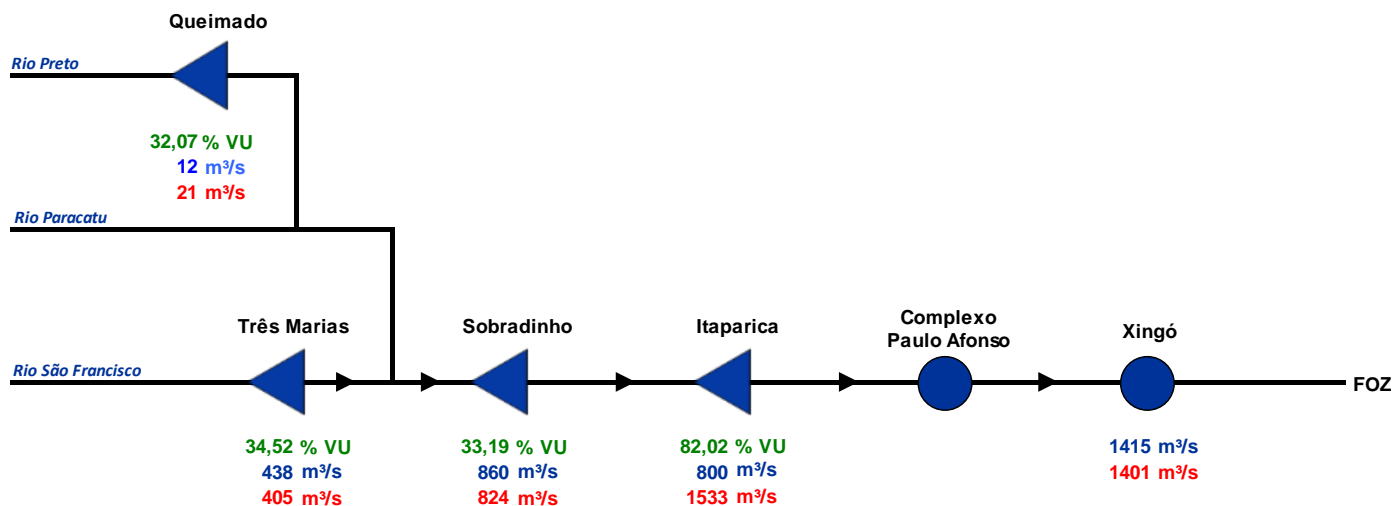 Queimado
Rio Preto
32,07 % VU
12 m³/s
21 m³/s
Rio Paracatu
Três Marias
Sobradinho
Itaparica
Complexo
Paulo Afonso
Xingó
Rio São Francisco
FOZ
34,52 % VU
438 m³/s
405 m³/s
33,19 % VU
860 m³/s
824 m³/s
82,02 % VU
800 m³/s
1533 m³/s
1415 m³/s
1401 m³/s